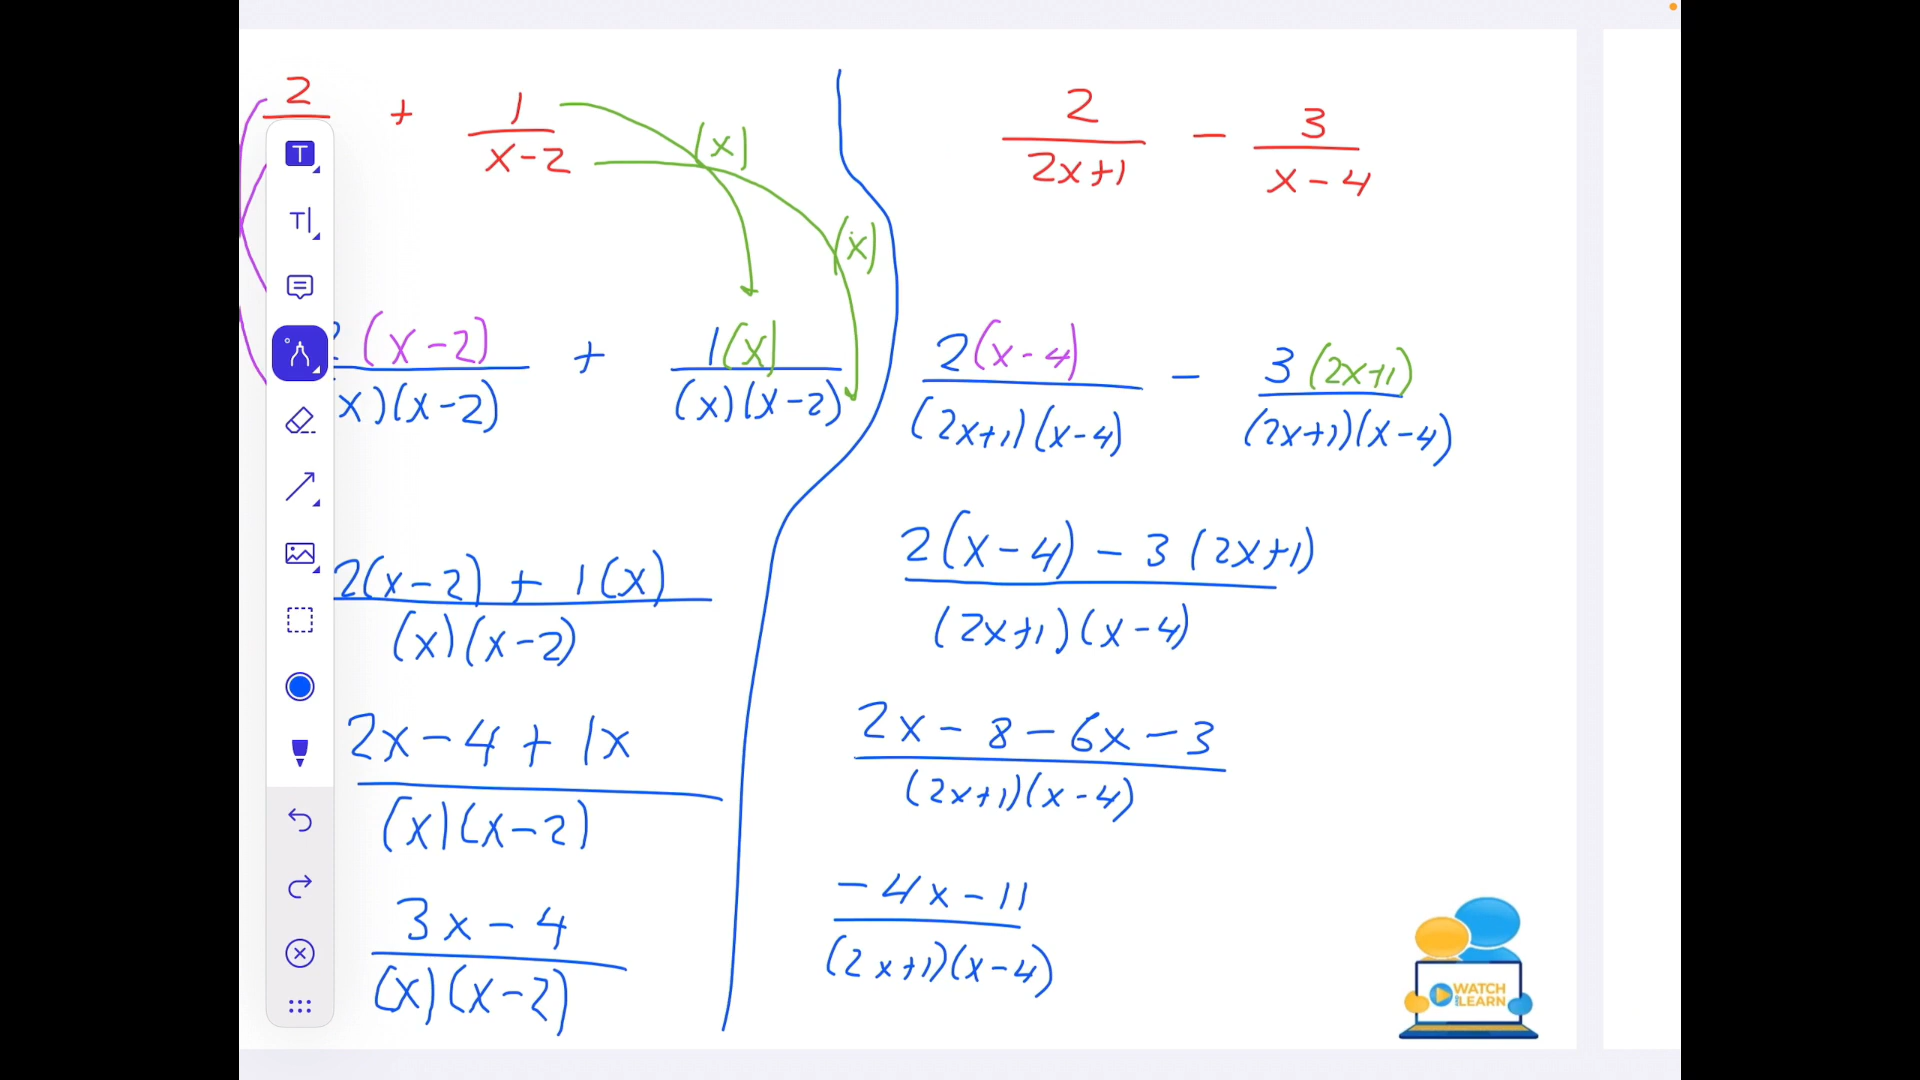 2 + 1
x-2
(x)
(x)
2 (x-2) + 1(x)
x)(x-2) (x)(x-2)
2(x-2) + 1(x)
(x)(x-2)
2x-4 + 1x
(x)(x-2)
3x-4
(x)(x-2)
2 - 3
2x+1 x-4
2(x-4) - 3 (2x+1)
(2x+1)(x-4) (2x+1)(x-4)
2(x-4) - 3 (2x+1)
(2x+1)(x-4)
2x - 8 - 6x - 3
(2x+1)(x-4)
-4x-11
(2x+1)(x-4)
T
T|
WATCH
LEARN